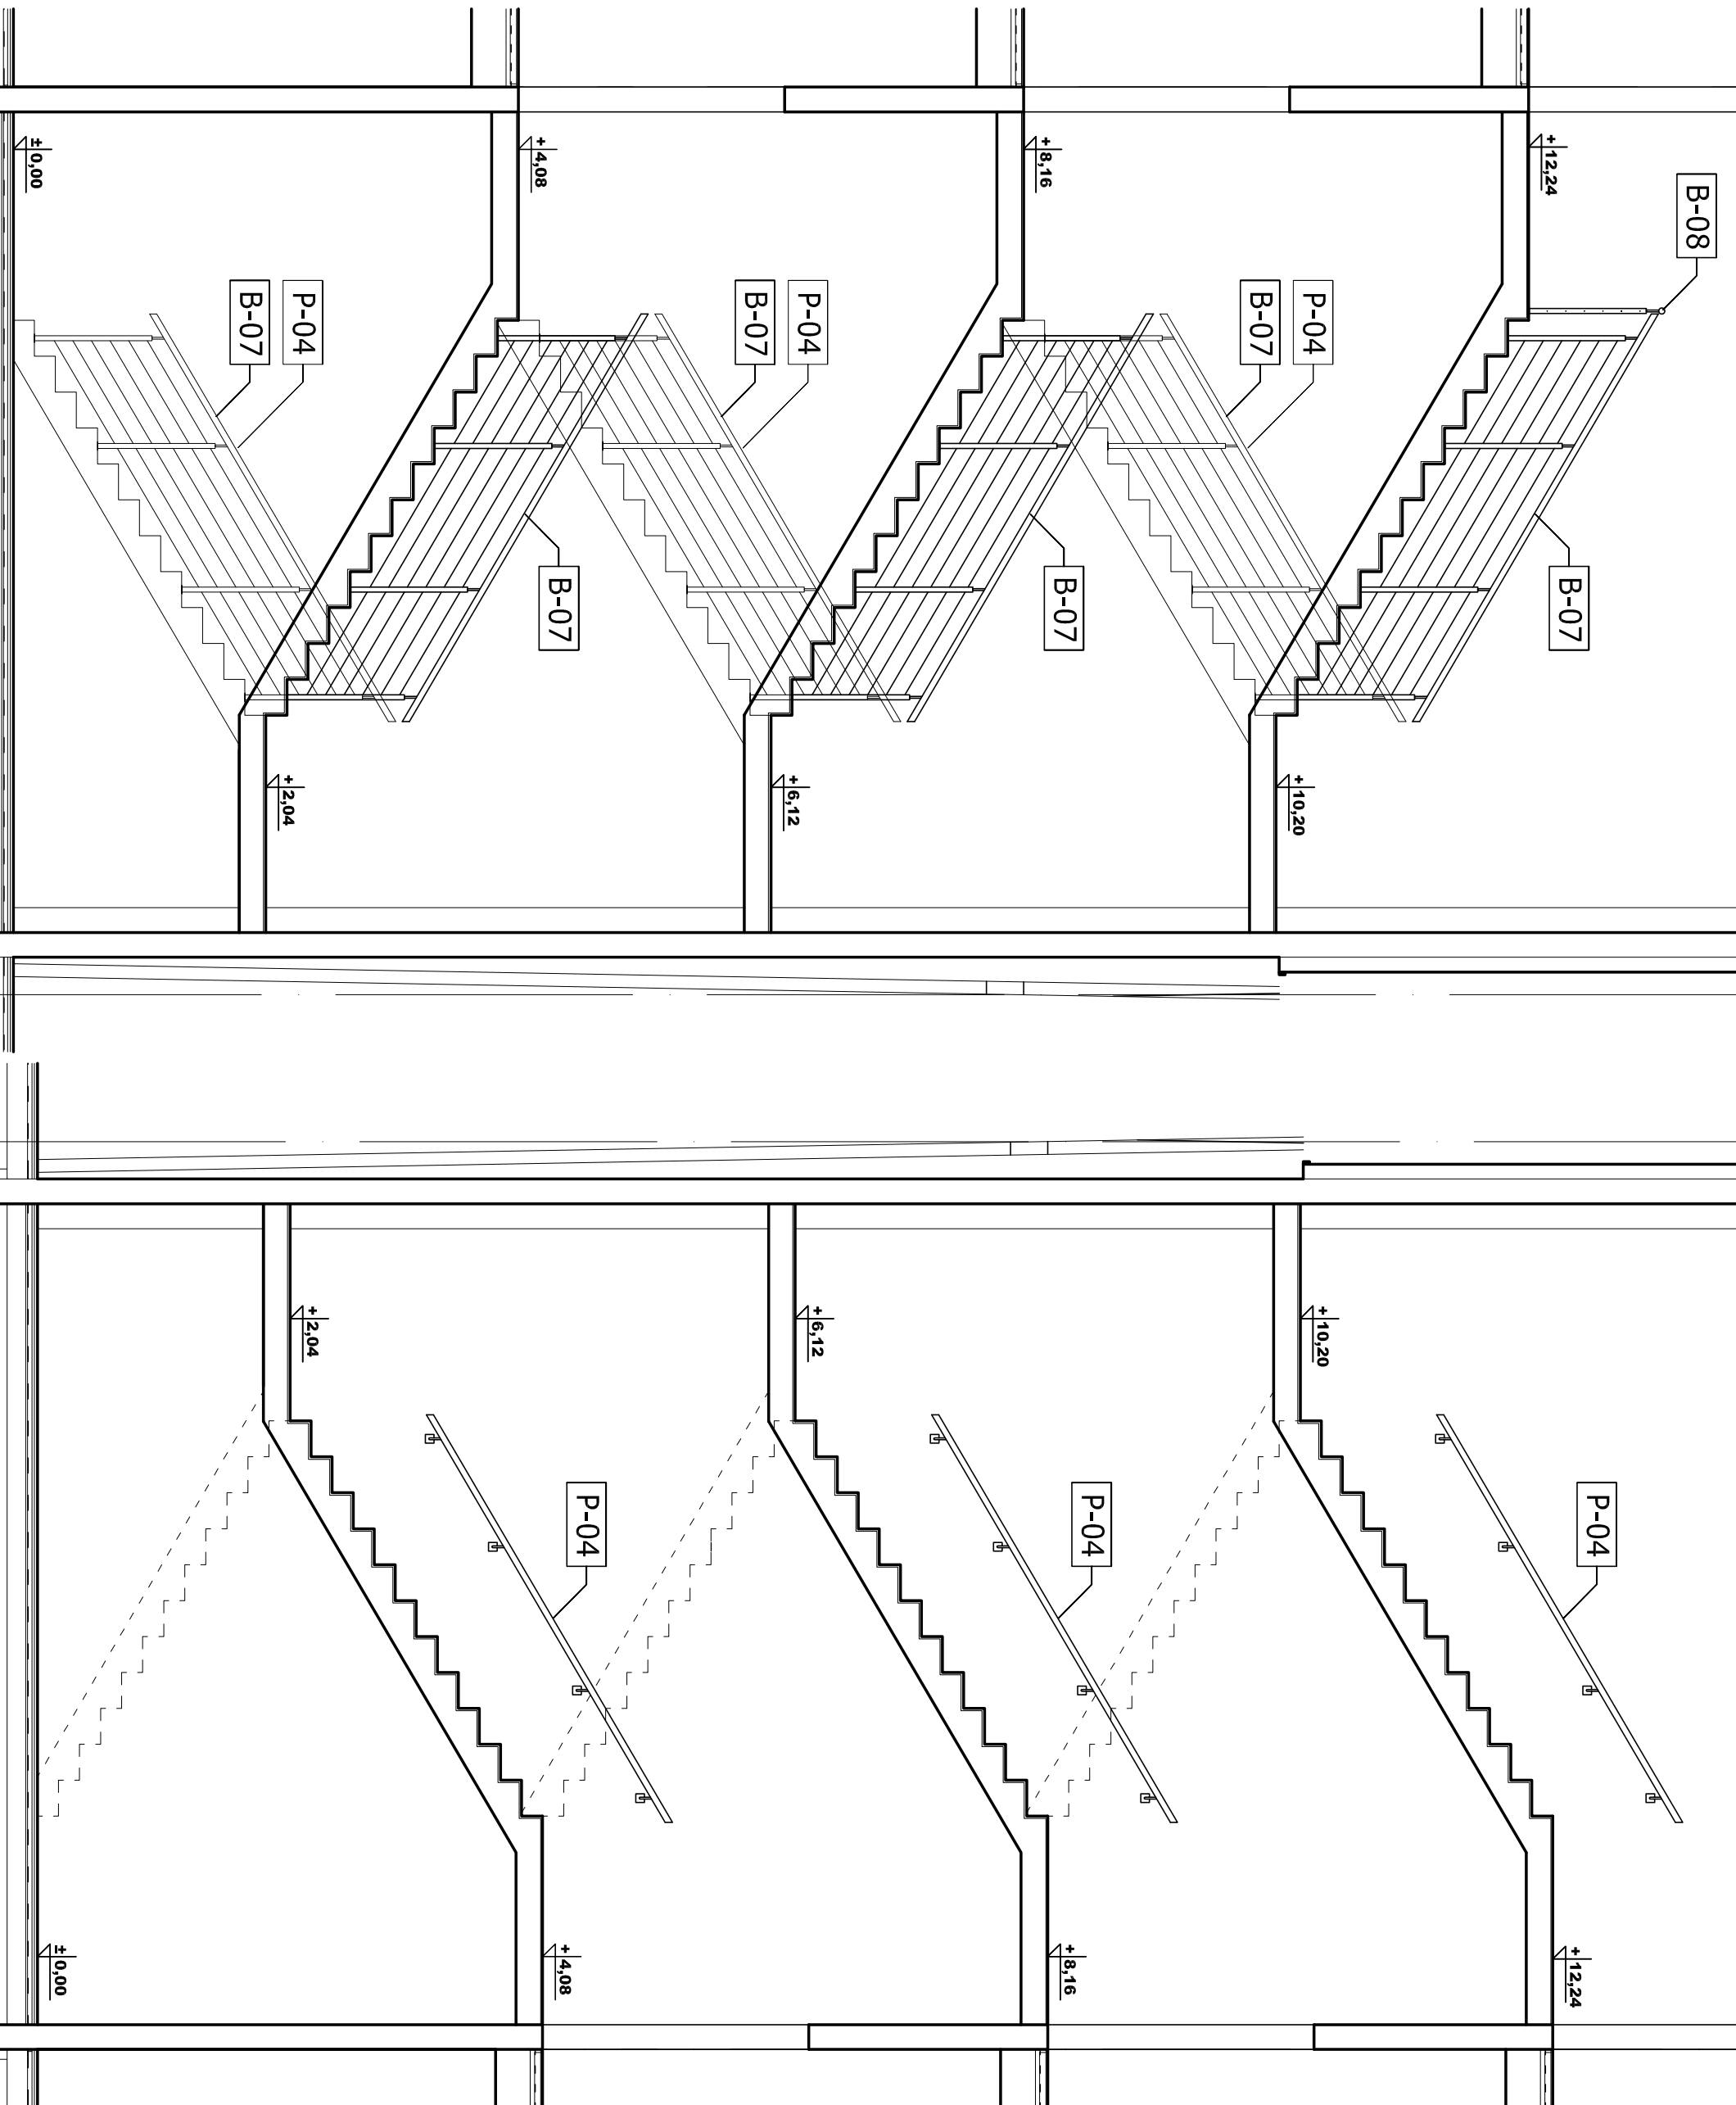 B-08
B-07
+12,24
P-04
+10,20
B-07
B-07
+8,16
P-04
+6,12
B-07
B-07
+4,08
P-04
+2,04
B-07
±0,00
P-04
+12,24
+10,20
P-04
+8,16
+6,12
P-04
+4,08
+2,04
±0,00